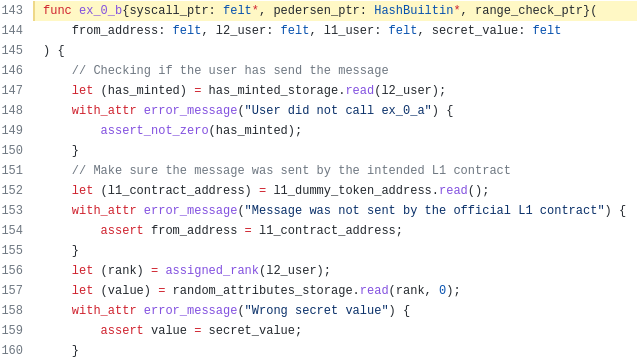 143 func ex_0_b{syscall_ptr: felt*, pedersen_ptr: HashBuiltin*, range_check_ptr}(
144     from_address: felt, l2_user: felt, l1_user: felt, secret_value: felt
145 ) {
146     // Checking if the user has send the message
147     let (has_minted) = has_minted_storage.read(l2_user);
148     with_attr error_message("User did not call ex_0_a") {
149         assert_not_zero(has_minted);
150     }
151     // Make sure the message was sent by the intended L1 contract
152     let (l1_contract_address) = l1_dummy_token_address.read();
153     with_attr error_message("Message was not sent by the official L1 contract") {
154         assert from_address = l1_contract_address;
155     }
156     let (rank) = assigned_rank(l2_user);
157     let (value) = random_attributes_storage.read(rank, 0);
158     with_attr error_message("Wrong secret value") {
159         assert value = secret_value;
160     }